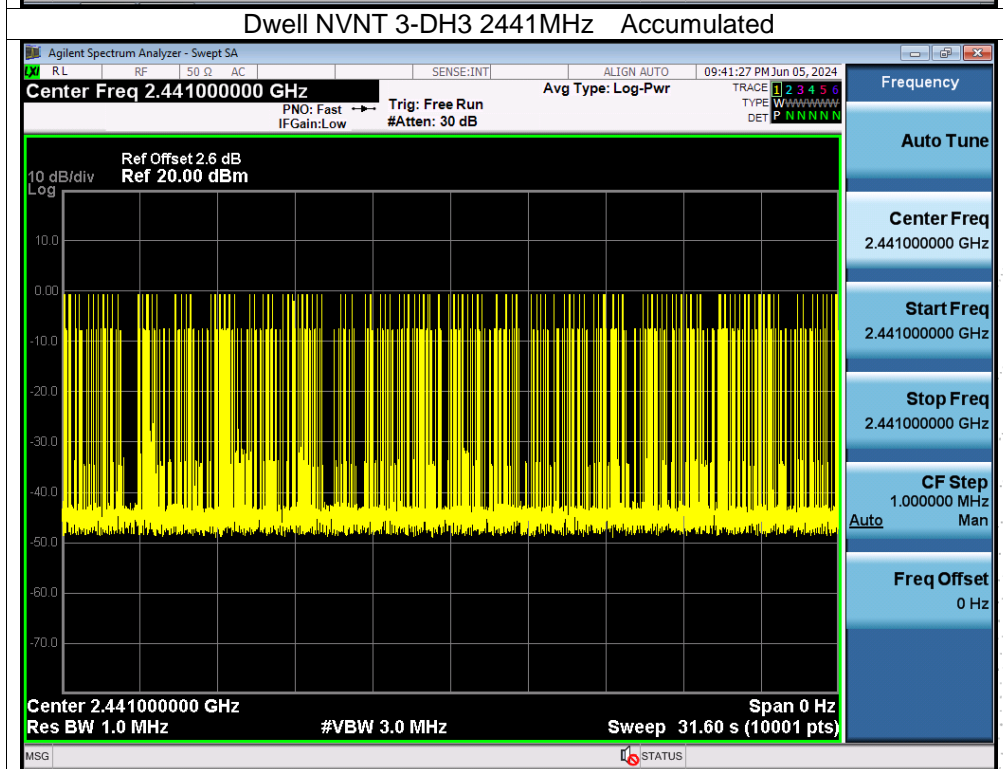 Dwell NVNT 3-DH3 2441MHz Accumulated
Agilent Spectrum Analyzer - Swept SA
LXI RL RF 50 Ω AC SENSE:INT ALIGN AUTO 09:41:27 PM Jun 05, 2024
Center Freq 2.441000000 GHz
PNO: Fast
IFGain:Low
Trig: Free Run
#Atten: 30 dB
Avg Type: Log-Pwr
TRACE 1 2 3 4 5 6
TYPE WWWWWWW
DET P N N N N N
Ref Offset 2.6 dB
10 dB/div Ref 20.00 dBm
Log
10.0
0.00
-10.0
-20.0
-30.0
-40.0
-50.0
-60.0
-70.0
Center 2.441000000 GHz Span 0 Hz
Res BW 1.0 MHz #VBW 3.0 MHz Sweep 31.60 s (10001 pts)
MSG STATUS
Frequency
Auto Tune
Center Freq
2.441000000 GHz
Start Freq
2.441000000 GHz
Stop Freq
2.441000000 GHz
CF Step
1.000000 MHz
Auto Man
Freq Offset
0 Hz